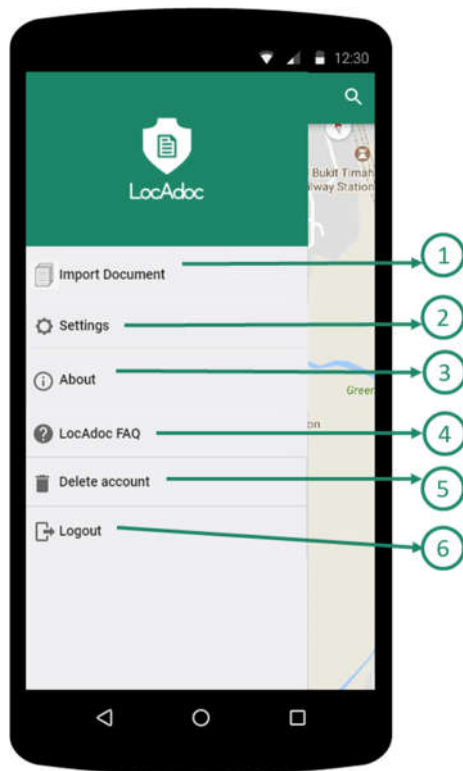 12:30
LocAdoc
Bukit Timah
ilway Station
Import Document
1
Settings
2
About
3
Green
LocAdoc FAQ
4
on
Delete account
5
Logout
6